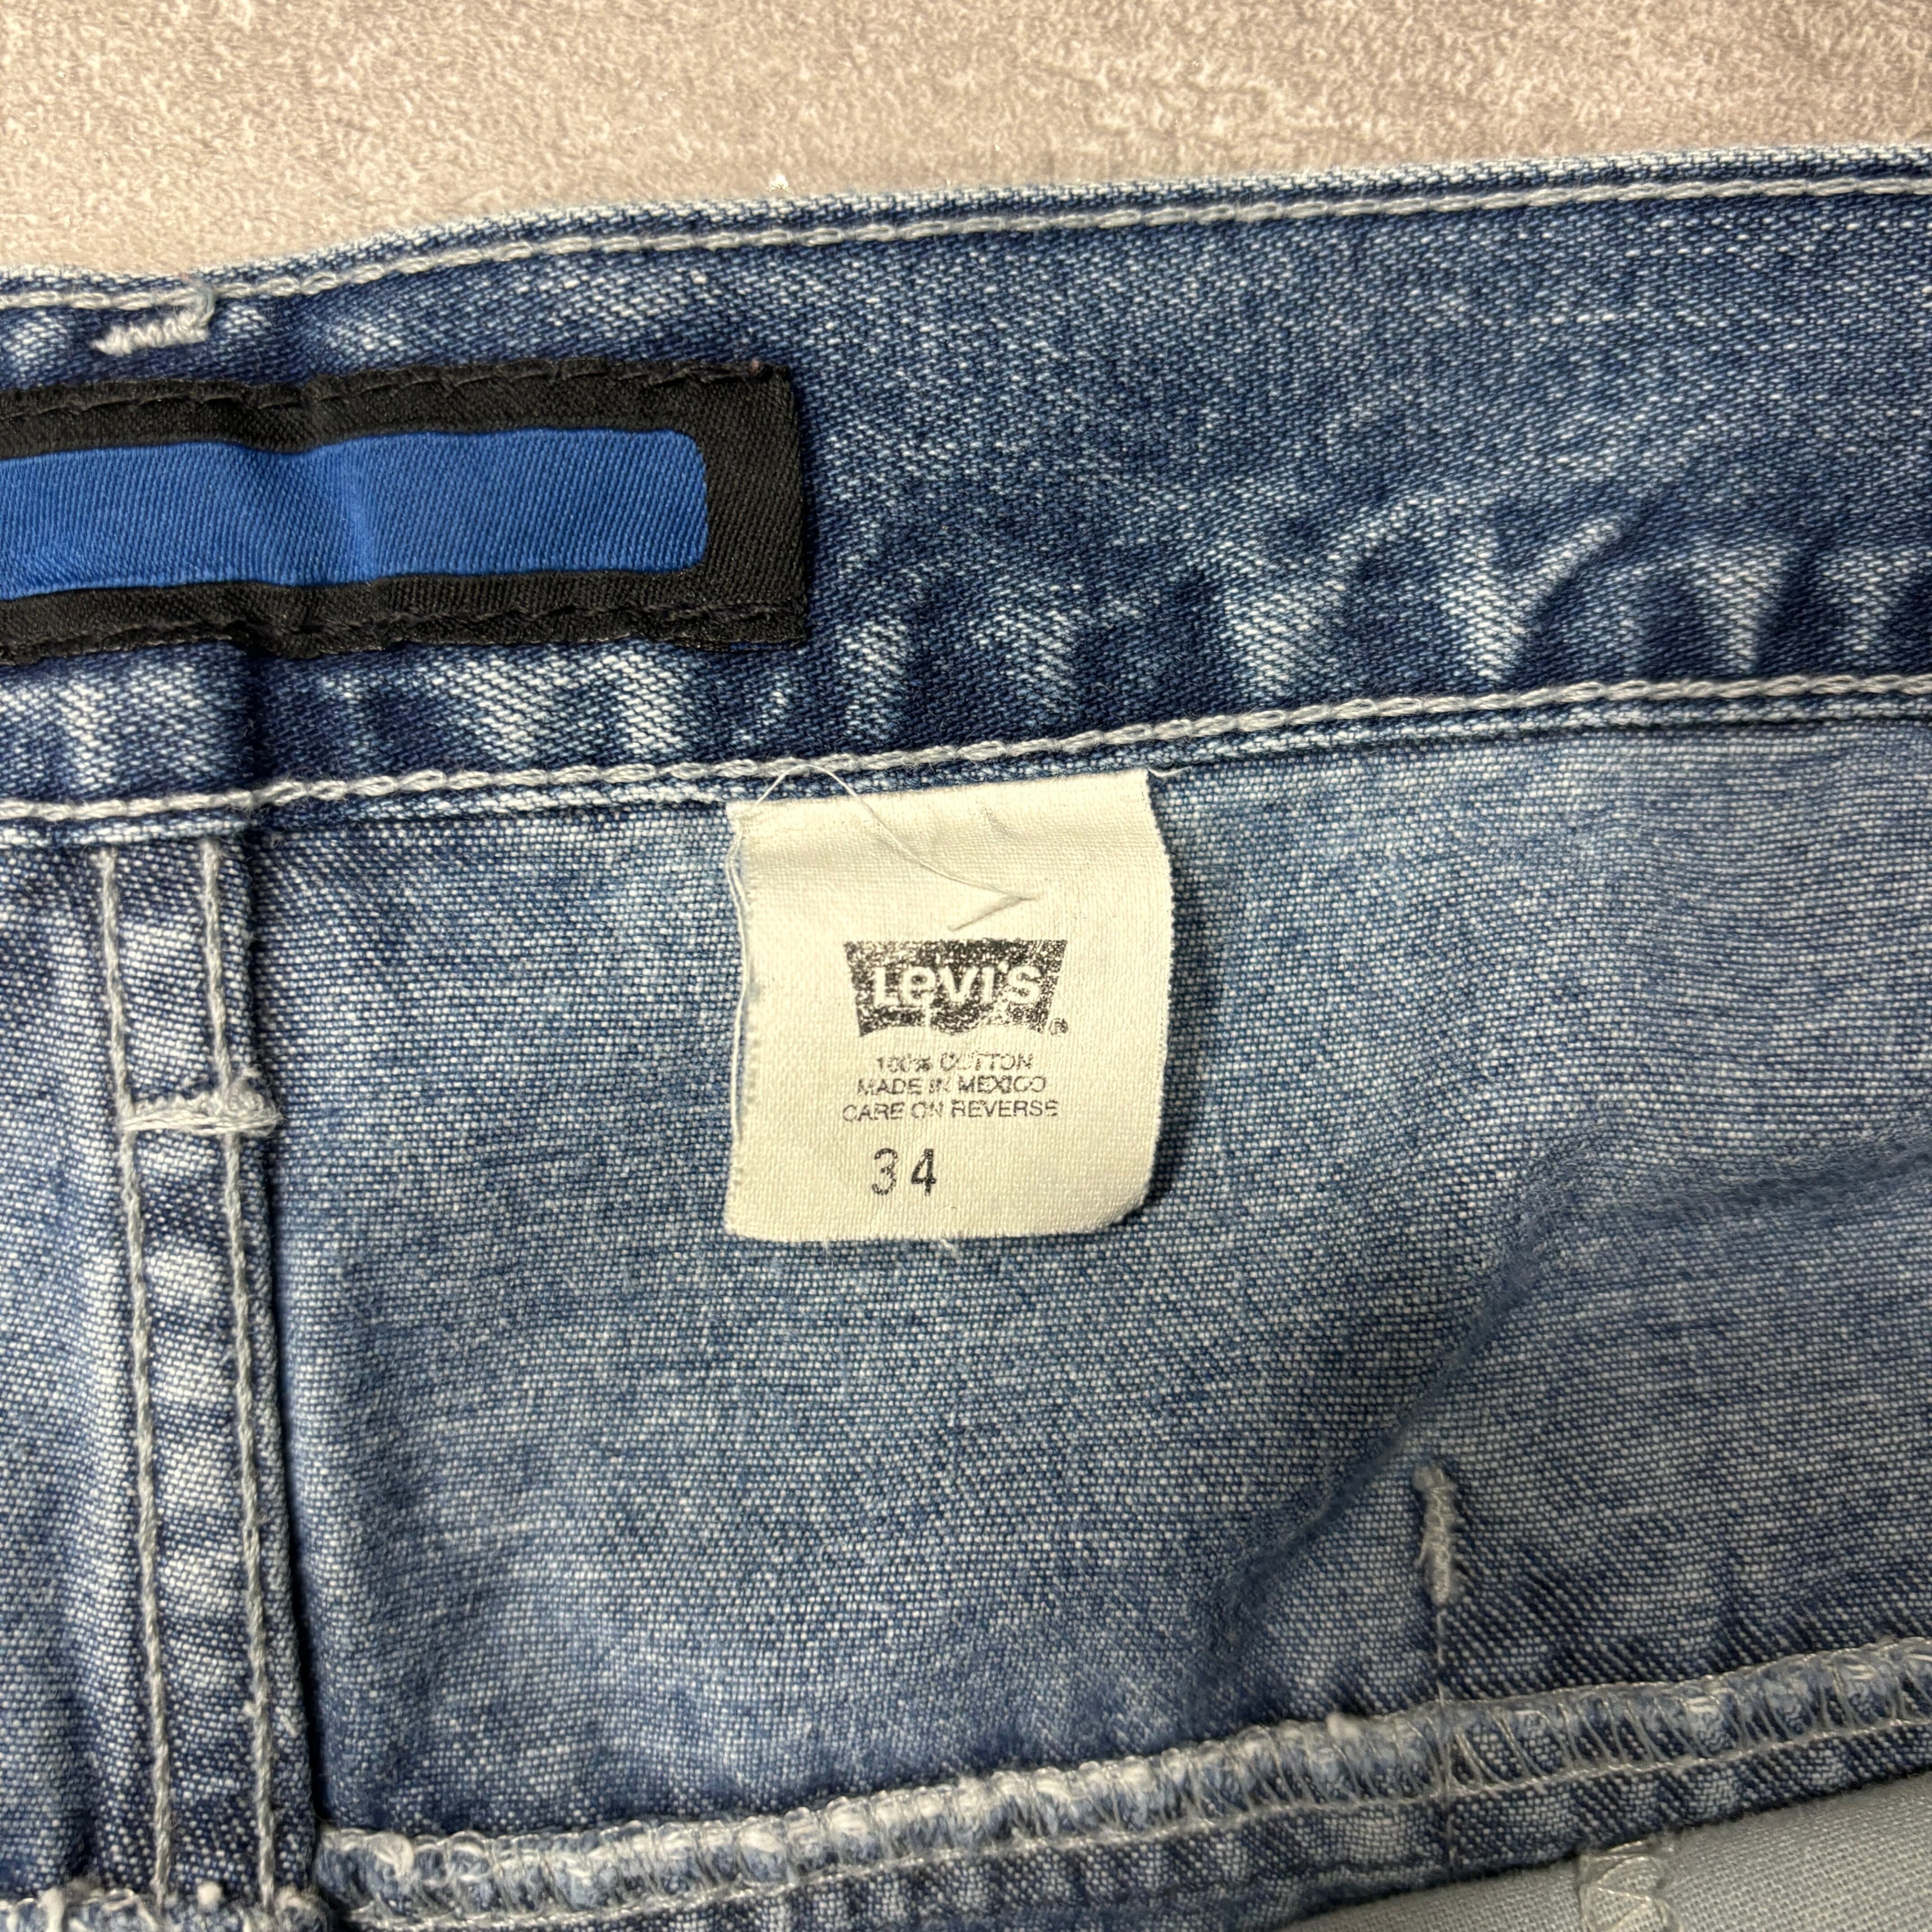 LEVI'S
100% COTTON
MADE IN MEXICO
CARE ON REVERSE
34